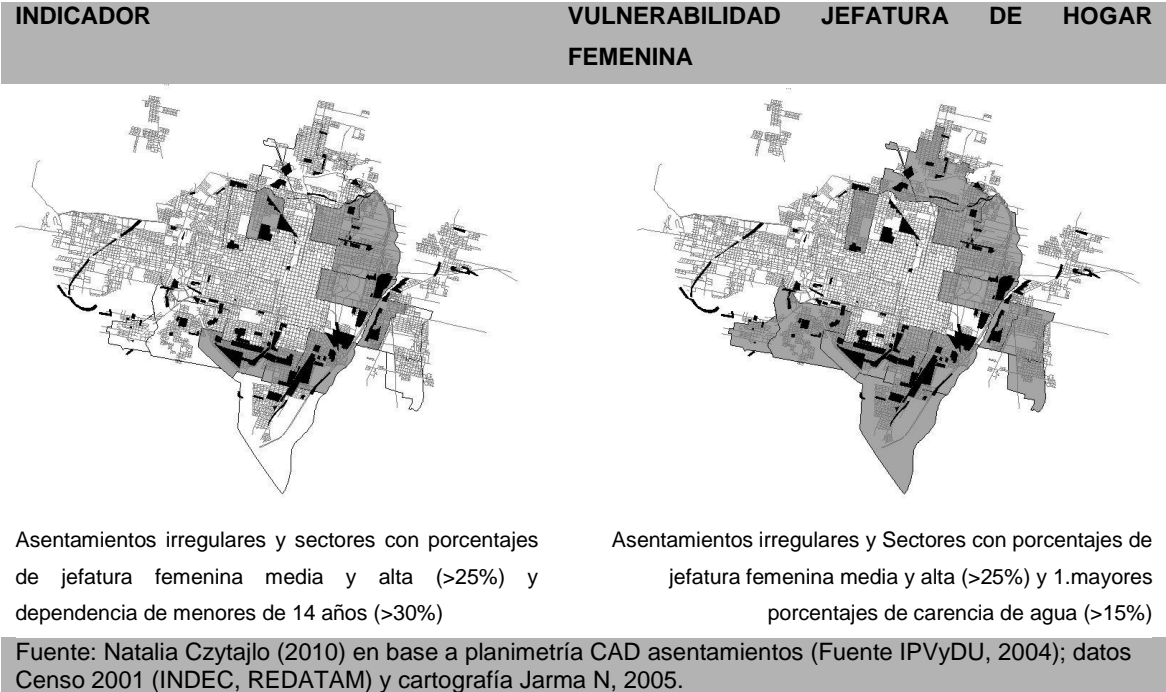 INDICADOR
VULNERABILIDAD JEFATURA DE HOGAR
FEMENINA
Asentamientos irregulares y sectores con porcentajes
de jefatura femenina media y alta (>25%) y
dependencia de menores de 14 años (>30%)
Asentamientos irregulares y Sectores con porcentajes de
jefatura femenina media y alta (>25%) y 1.mayores
porcentajes de carencia de agua (>15%)
Fuente: Natalia Czytajlo (2010) en base a planimetría CAD asentamientos (Fuente IPVyDU, 2004); datos
Censo 2001 (INDEC, REDATAM) y cartografía Jarma N, 2005.